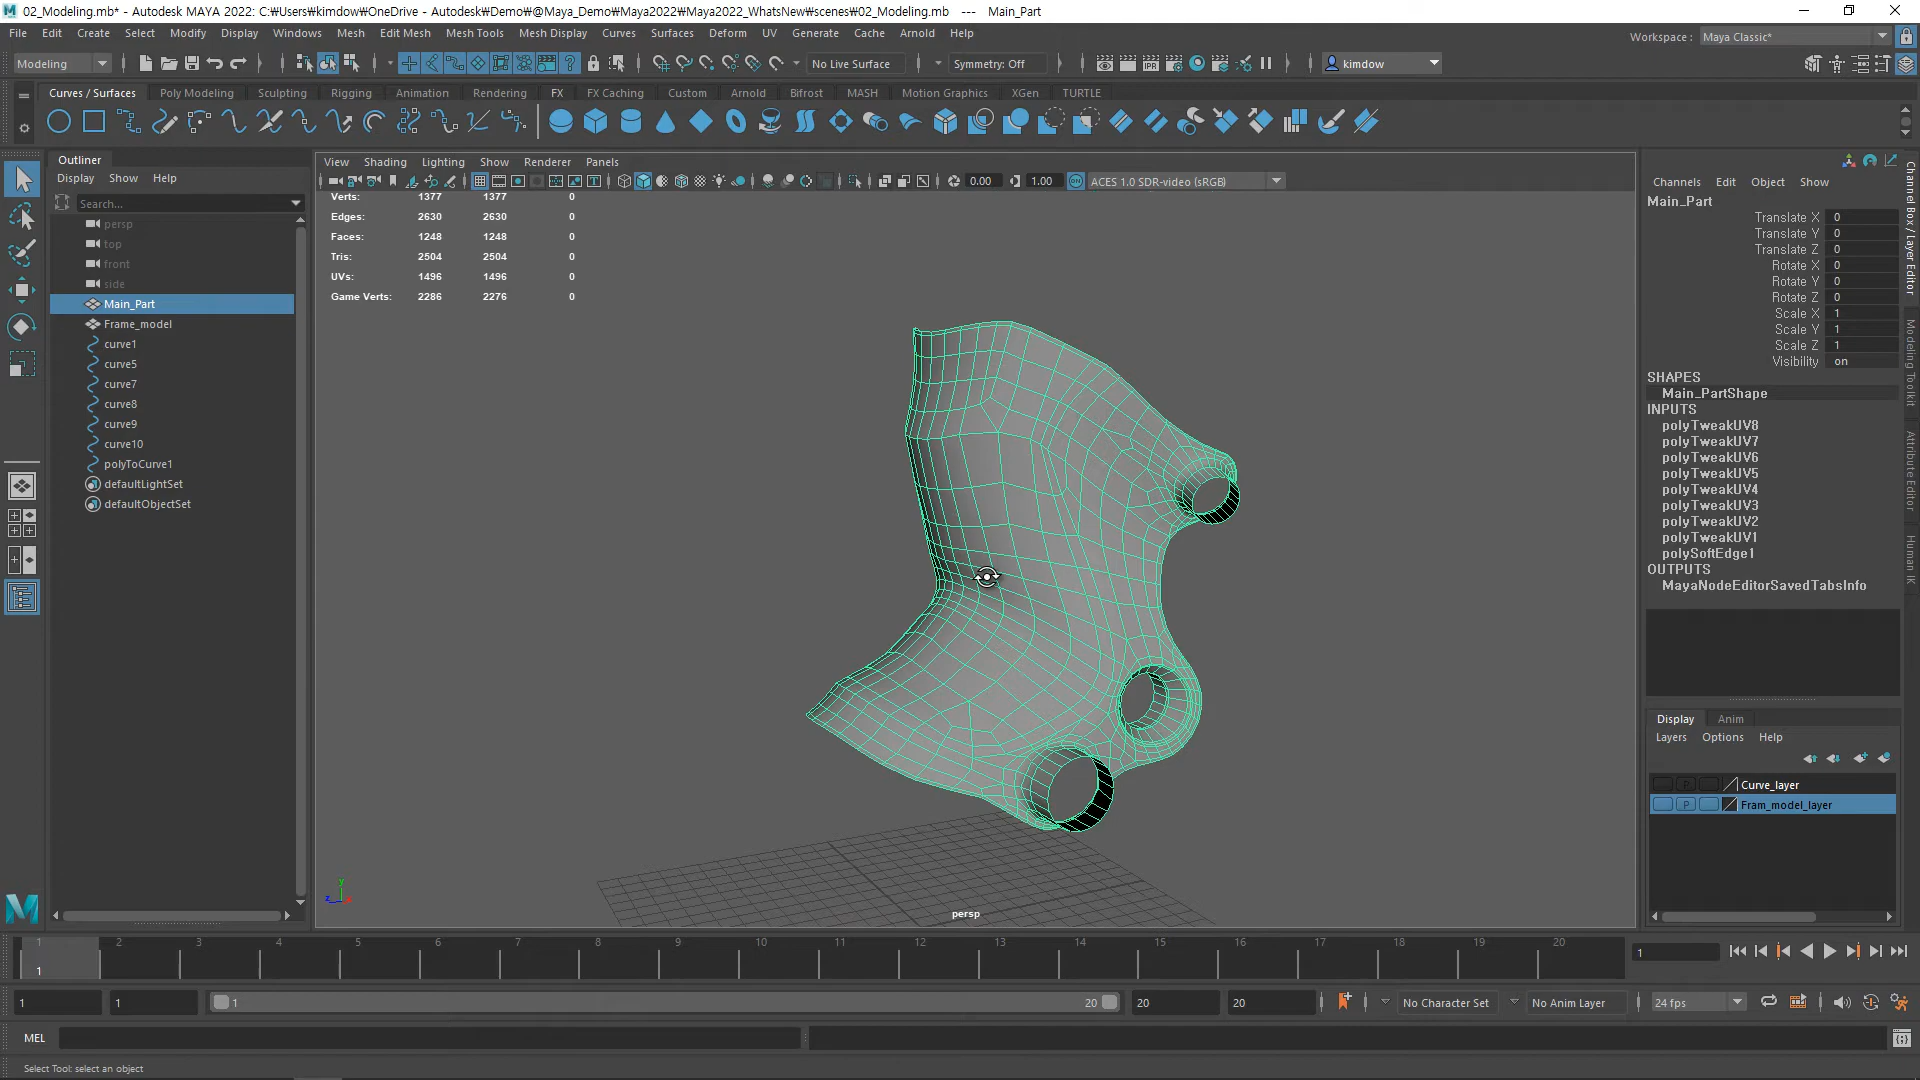 02_Modeling.mb* - Autodesk MAYA 2022: C:₩Users₩kimdow₩OneDrive - Autodesk₩Demo₩@Maya_Demo₩Maya2022₩Maya2022_WhatsNew₩scenes₩02_Modeling.mb --- Main_Part
File Edit Create Select Modify Display Windows Mesh Edit Mesh Mesh Tools Mesh Display Curves Surfaces Deform UV Generate Cache Arnold Help
Workspace : Maya Classic*
Modeling No Live Surface Symmetry: Off kimdow
Curves / Surfaces Poly Modeling Sculpting Rigging Animation Rendering FX FX Caching Custom Arnold Bifrost MASH Motion Graphics XGen TURTLE
Outliner
Display Show Help
Search...
persp
top
front
side
Main_Part
Frame_model
curve1
curve5
curve7
curve8
curve9
curve10
polyToCurve1
defaultLightSet
defaultObjectSet
View Shading Lighting Show Renderer Panels
0.00 1.00 ACES 1.0 SDR-video (sRGB)
Verts: 1377 1377 0
Edges: 2630 2630 0
Faces: 1248 1248 0
Tris: 2504 2504 0
UVs: 1496 1496 0
Game Verts: 2286 2276 0
y
z x
persp
Channels Edit Object Show
Main_Part
Translate X 0
Translate Y 0
Translate Z 0
Rotate X 0
Rotate Y 0
Rotate Z 0
Scale X 1
Scale Y 1
Scale Z 1
Visibility on
SHAPES
Main_PartShape
INPUTS
polyTweakUV8
polyTweakUV7
polyTweakUV6
polyTweakUV5
polyTweakUV4
polyTweakUV3
polyTweakUV2
polyTweakUV1
polySoftEdge1
OUTPUTS
MayaNodeEditorSavedTabsInfo
Display Anim
Layers Options Help
P Curve_layer
P Fram_model_layer
Channel Box / Layer Editor
Modeling Toolkit
Attribute Editor
Human IK
1 2 3 4 5 6 7 8 9 10 11 12 13 14 15 16 17 18 19 20
1
1
1 1 1 20 20 20 No Character Set No Anim Layer 24 fps
MEL
Select Tool: select an object